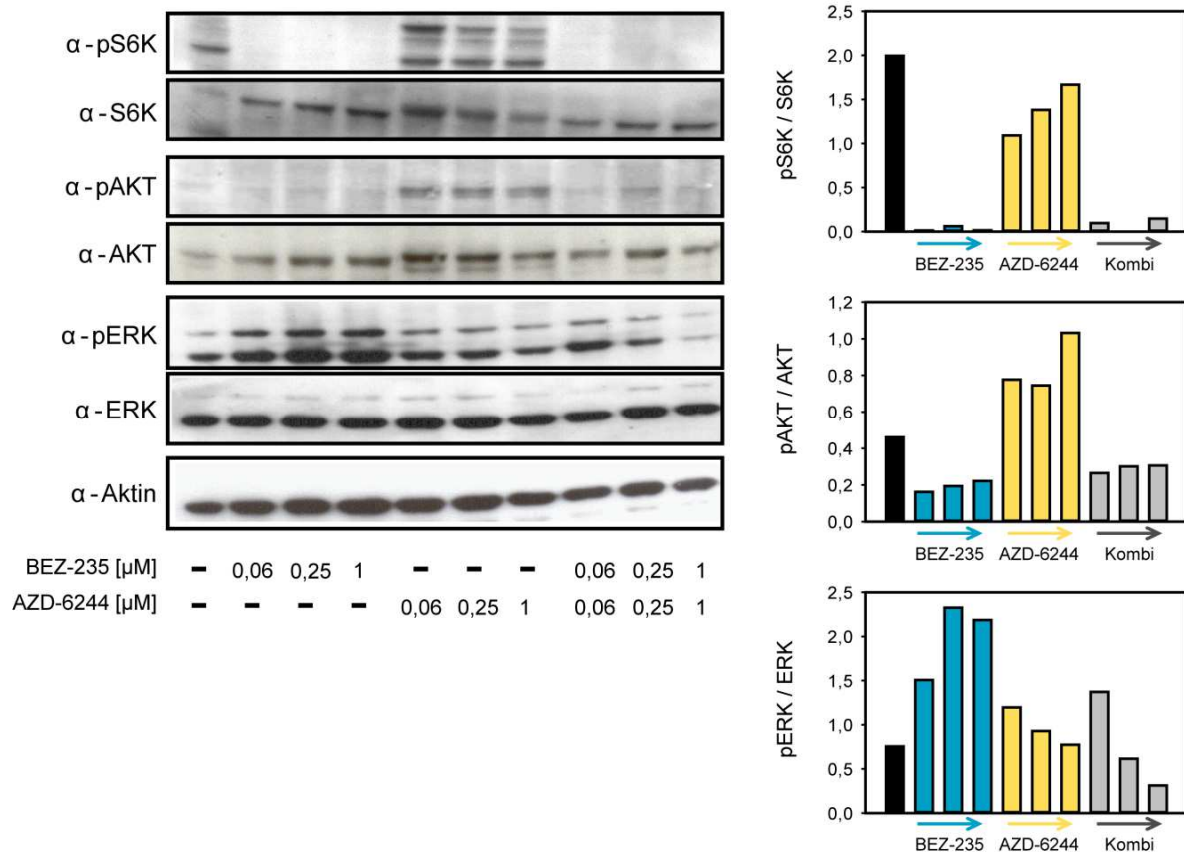 α-pS6K
α-S6K
α-pAKT
α-AKT
α-pERK
α-ERK
α-Aktin
BEZ-235 [µM] – 0,06 0,25 1 – – – 0,06 0,25 1
AZD-6244 [µM] – – – – 0,06 0,25 1 0,06 0,25 1
pS6K / S6K
2,5
2,0
1,5
1,0
0,5
0,0
BEZ-235 AZD-6244 Kombi
pAKT / AKT
1,2
1,0
0,8
0,6
0,4
0,2
0,0
BEZ-235 AZD-6244 Kombi
pERK / ERK
2,5
2,0
1,5
1,0
0,5
0,0
BEZ-235 AZD-6244 Kombi